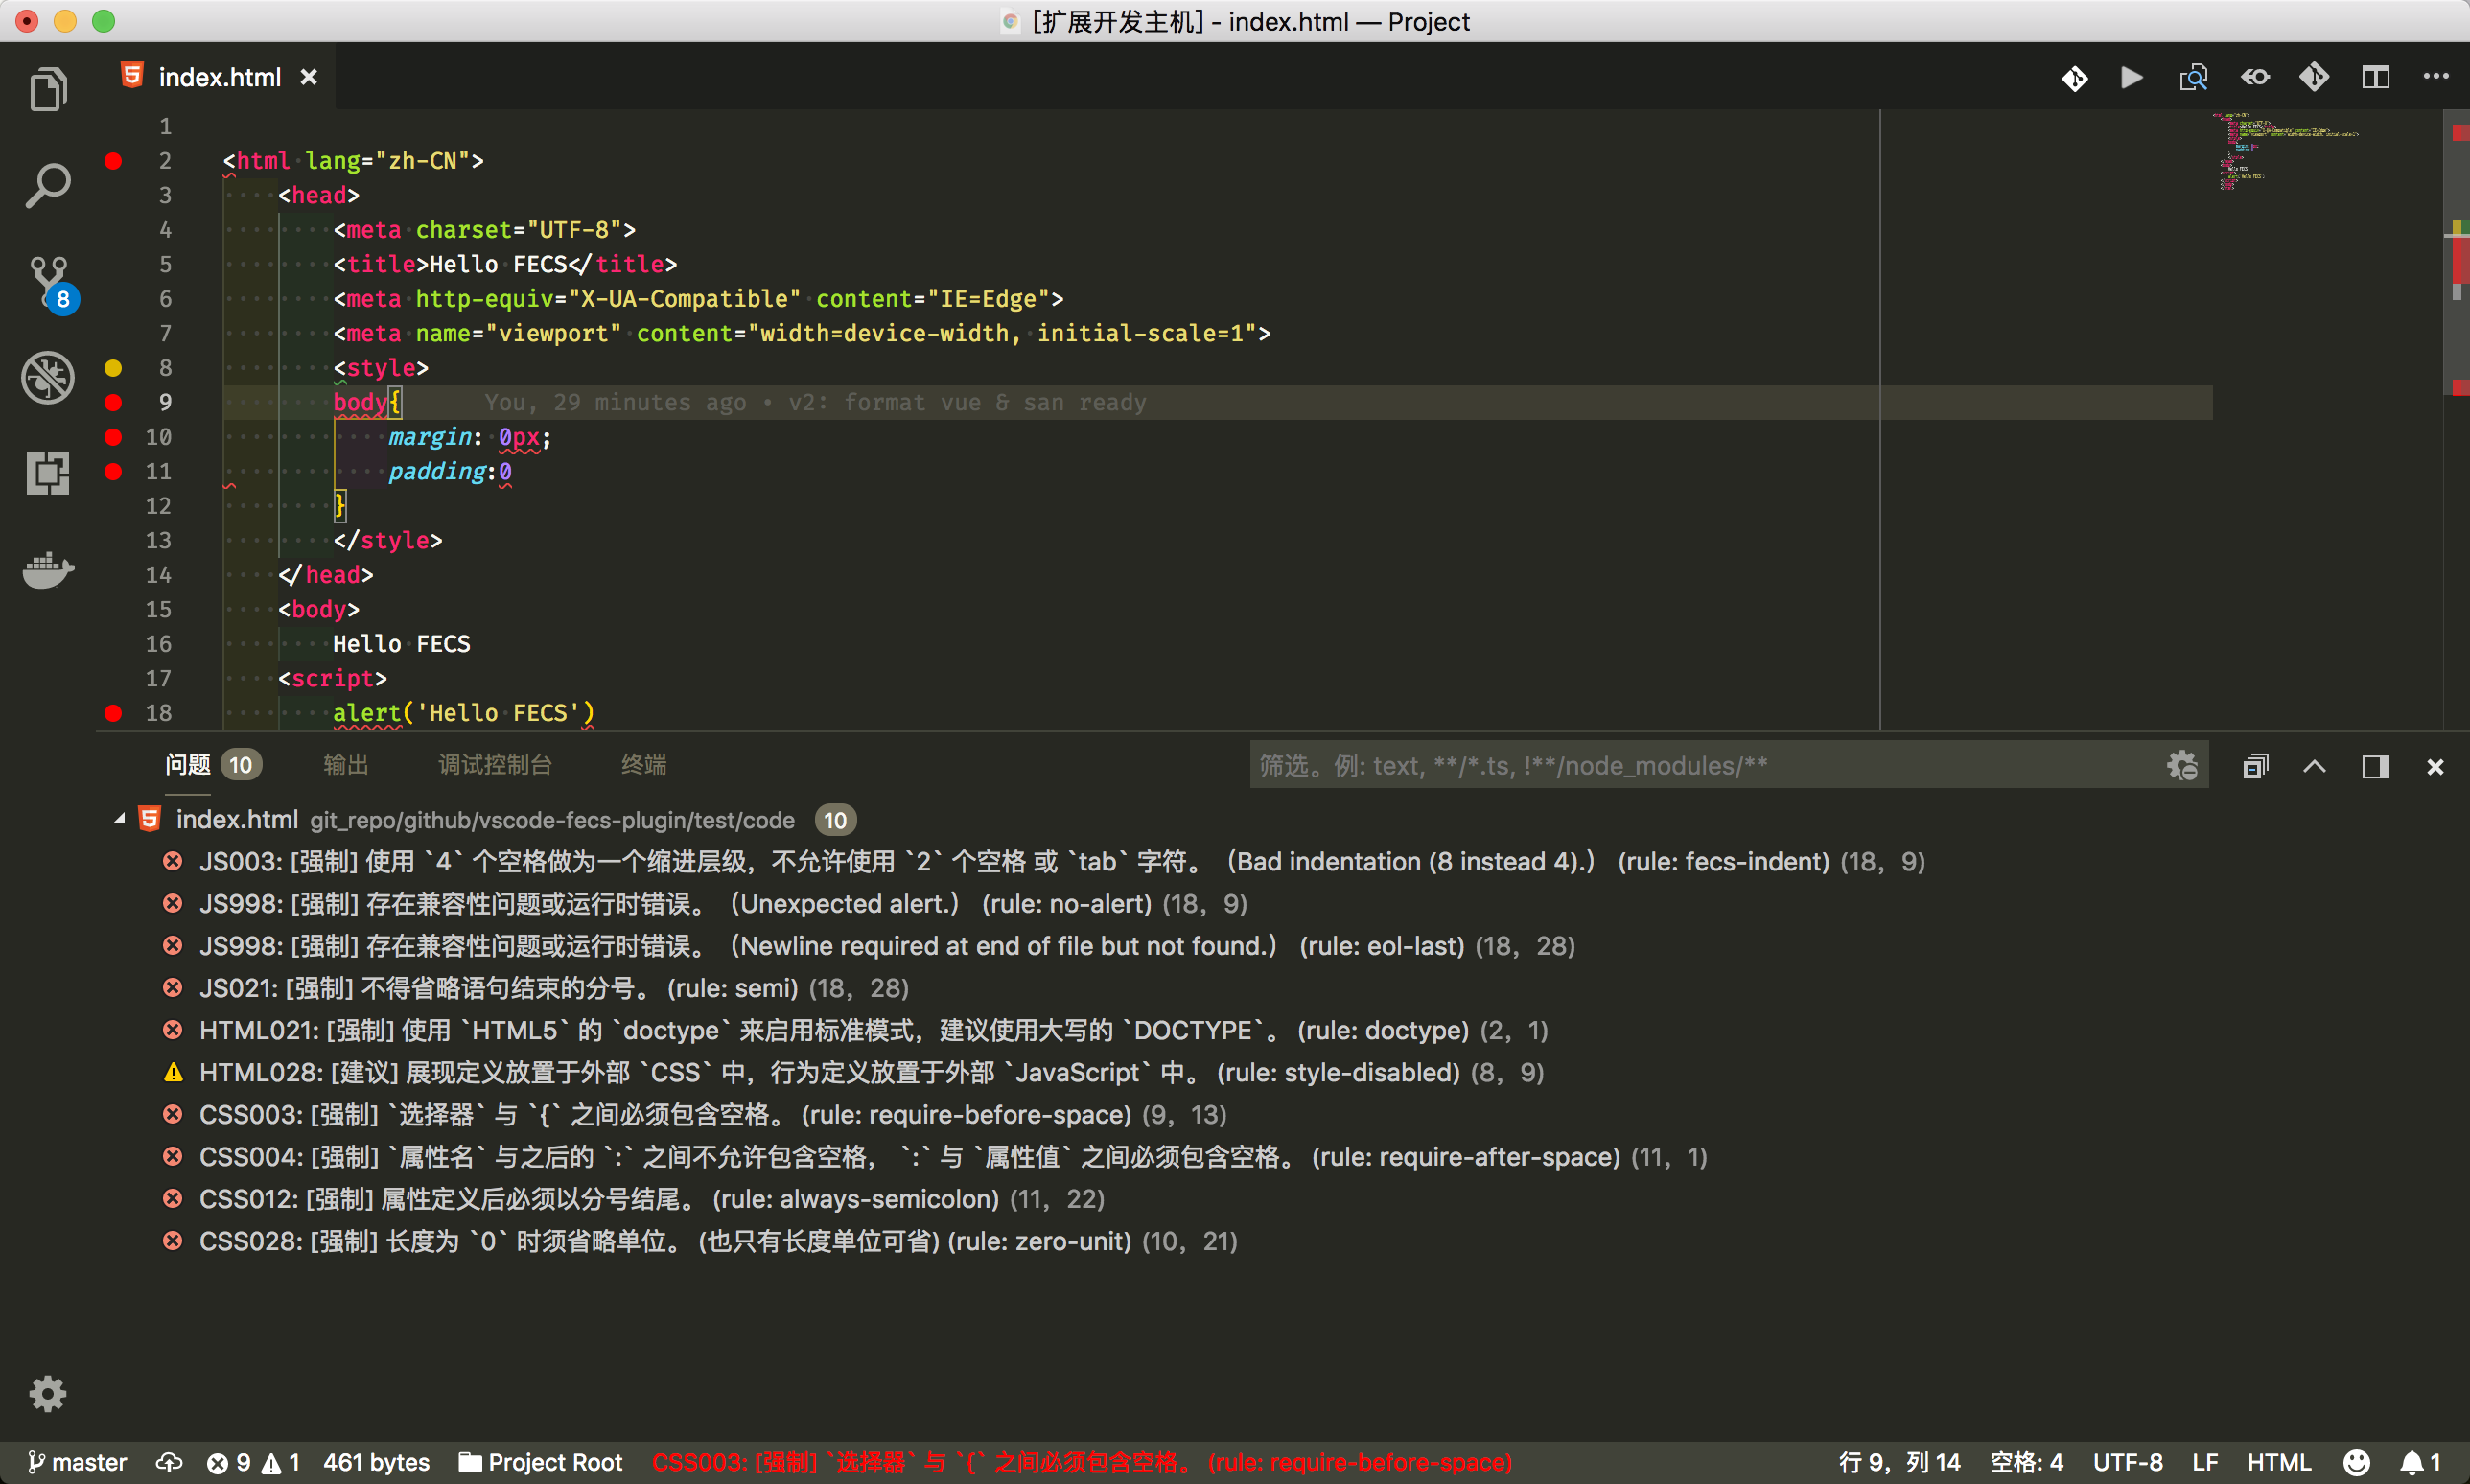 [扩展开发主机] - index.html — Project
index.html
1
2 <html lang="zh-CN">
3 <head>
4 <meta charset="UTF-8">
5 <title>Hello FECS</title>
6 <meta http-equiv="X-UA-Compatible" content="IE=Edge">
7 <meta name="viewport" content="width=device-width, initial-scale=1">
8 <style>
9 body{ You, 29 minutes ago • v2: format vue & san ready
10 margin: 0px;
11 padding:0
12 }
13 </style>
14 </head>
15 <body>
16 Hello FECS
17 <script>
18 alert('Hello FECS')
8
问题 10 输出 调试控制台 终端 筛选。例: text, **/*.ts, !**/node_modules/**
index.html git_repo/github/vscode-fecs-plugin/test/code 10
JS003: [强制] 使用 `4` 个空格做为一个缩进层级，不允许使用 `2` 个空格 或 `tab` 字符。（Bad indentation (8 instead 4).） (rule: fecs-indent) (18，9)
JS998: [强制] 存在兼容性问题或运行时错误。（Unexpected alert.） (rule: no-alert) (18，9)
JS998: [强制] 存在兼容性问题或运行时错误。（Newline required at end of file but not found.） (rule: eol-last) (18，28)
JS021: [强制] 不得省略语句结束的分号。 (rule: semi) (18，28)
HTML021: [强制] 使用 `HTML5` 的 `doctype` 来启用标准模式，建议使用大写的 `DOCTYPE`。 (rule: doctype) (2，1)
HTML028: [建议] 展现定义放置于外部 `CSS` 中，行为定义放置于外部 `JavaScript` 中。 (rule: style-disabled) (8，9)
CSS003: [强制] `选择器` 与 `{` 之间必须包含空格。 (rule: require-before-space) (9，13)
CSS004: [强制] `属性名` 与之后的 `:` 之间不允许包含空格， `:` 与 `属性值` 之间必须包含空格。 (rule: require-after-space) (11，1)
CSS012: [强制] 属性定义后必须以分号结尾。 (rule: always-semicolon) (11，22)
CSS028: [强制] 长度为 `0` 时须省略单位。 (也只有长度单位可省) (rule: zero-unit) (10，21)
master 9 1 461 bytes Project Root CSS003: [强制] `选择器` 与 `{` 之间必须包含空格。 (rule: require-before-space) 行 9，列 14 空格: 4 UTF-8 LF HTML 1